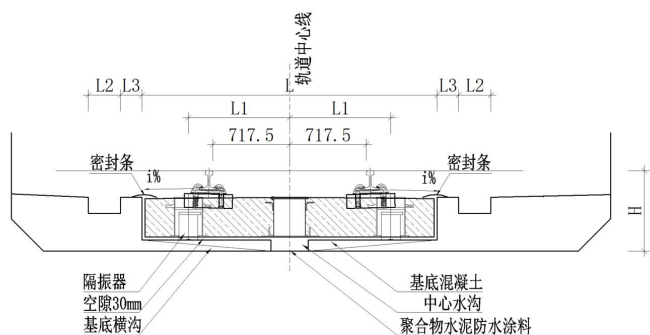 轨道中心线
L2 L3 L L3 L2
L1 L1
717.5 717.5
密封条 i% i% 密封条
H
隔振器 基底混凝土
空隙30mm 中心水沟
基底横沟 聚合物水泥防水涂料